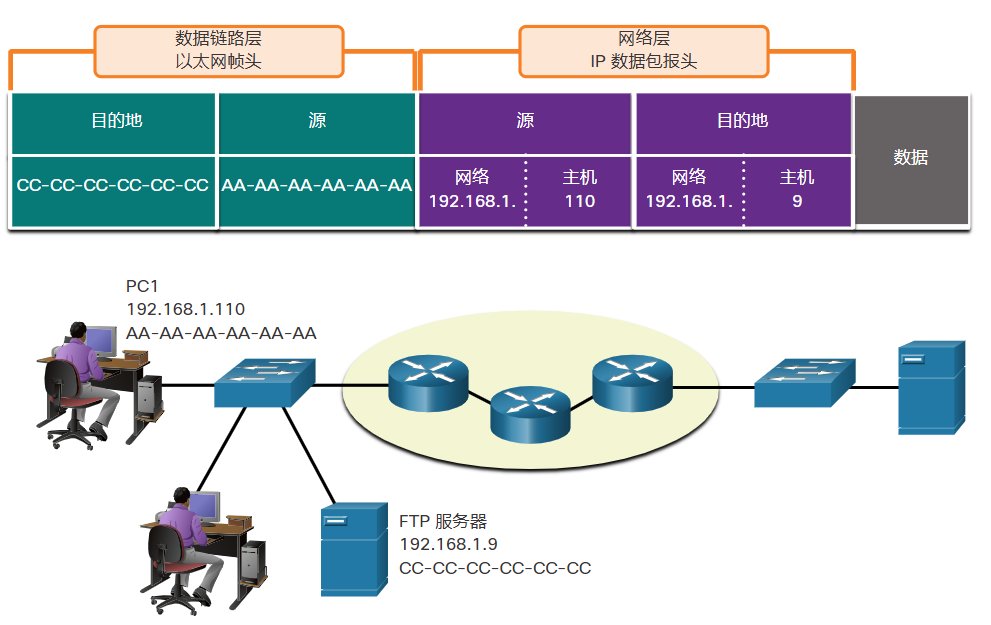 数据链路层
以太网帧头
网络层
IP 数据包报头
目的地
源
源
目的地
数据
CC-CC-CC-CC-CC-CC
AA-AA-AA-AA-AA-AA
网络
192.168.1.
主机
110
网络
192.168.1.
主机
9
PC1
192.168.1.110
AA-AA-AA-AA-AA-AA
FTP 服务器
192.168.1.9
CC-CC-CC-CC-CC-CC